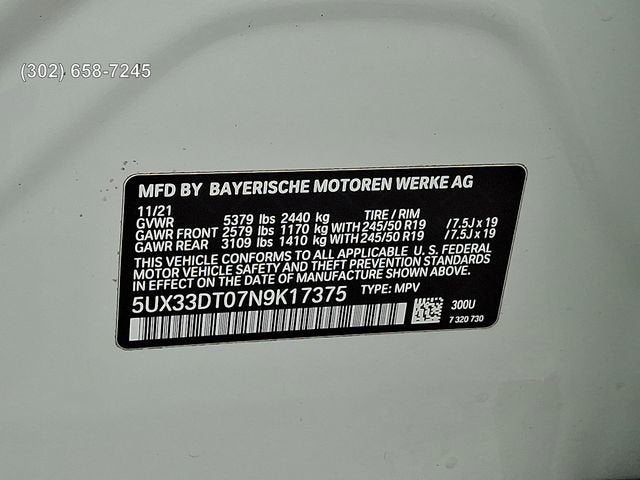 (302) 658-7245
MFD BY BAYERISCHE MOTOREN WERKE AG
11/21
GVWR 5379 lbs 2440 kg TIRE / RIM
GAWR FRONT 2579 lbs 1170 kg WITH 245/50 R19 /7.5J x 19
GAWR REAR 3109 lbs 1410 kg WITH 245/50 R19 /7.5J x 19
THIS VEHICLE CONFORMS TO ALL APPLICABLE U. S. FEDERAL
MOTOR VEHICLE SAFETY AND THEFT PREVENTION STANDARDS
IN EFFECT ON THE DATE OF MANUFACTURE SHOWN ABOVE.
5UX33DT07N9K17375 TYPE: MPV
300U
7 320 730